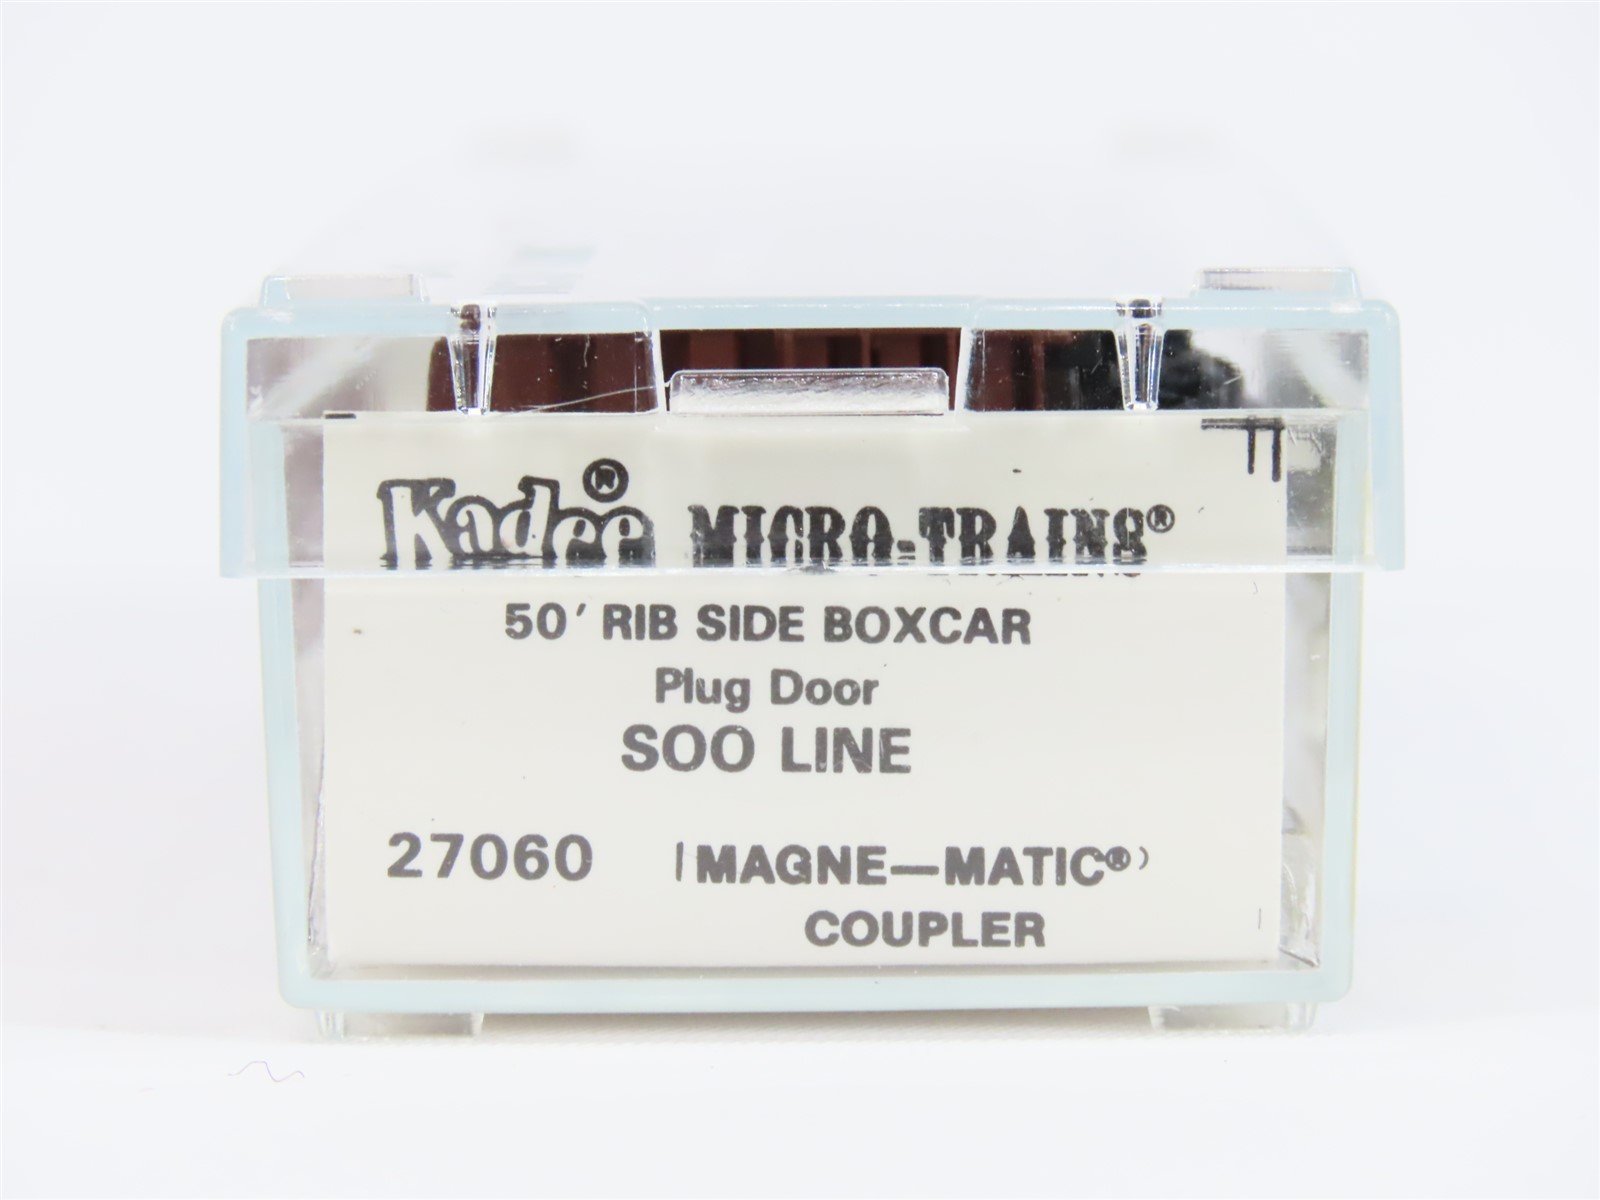 Kadee® MICRO-TRAINS®
50' RIB SIDE BOXCAR
Plug Door
SOO LINE
27060 (MAGNE—MATIC®)
COUPLER